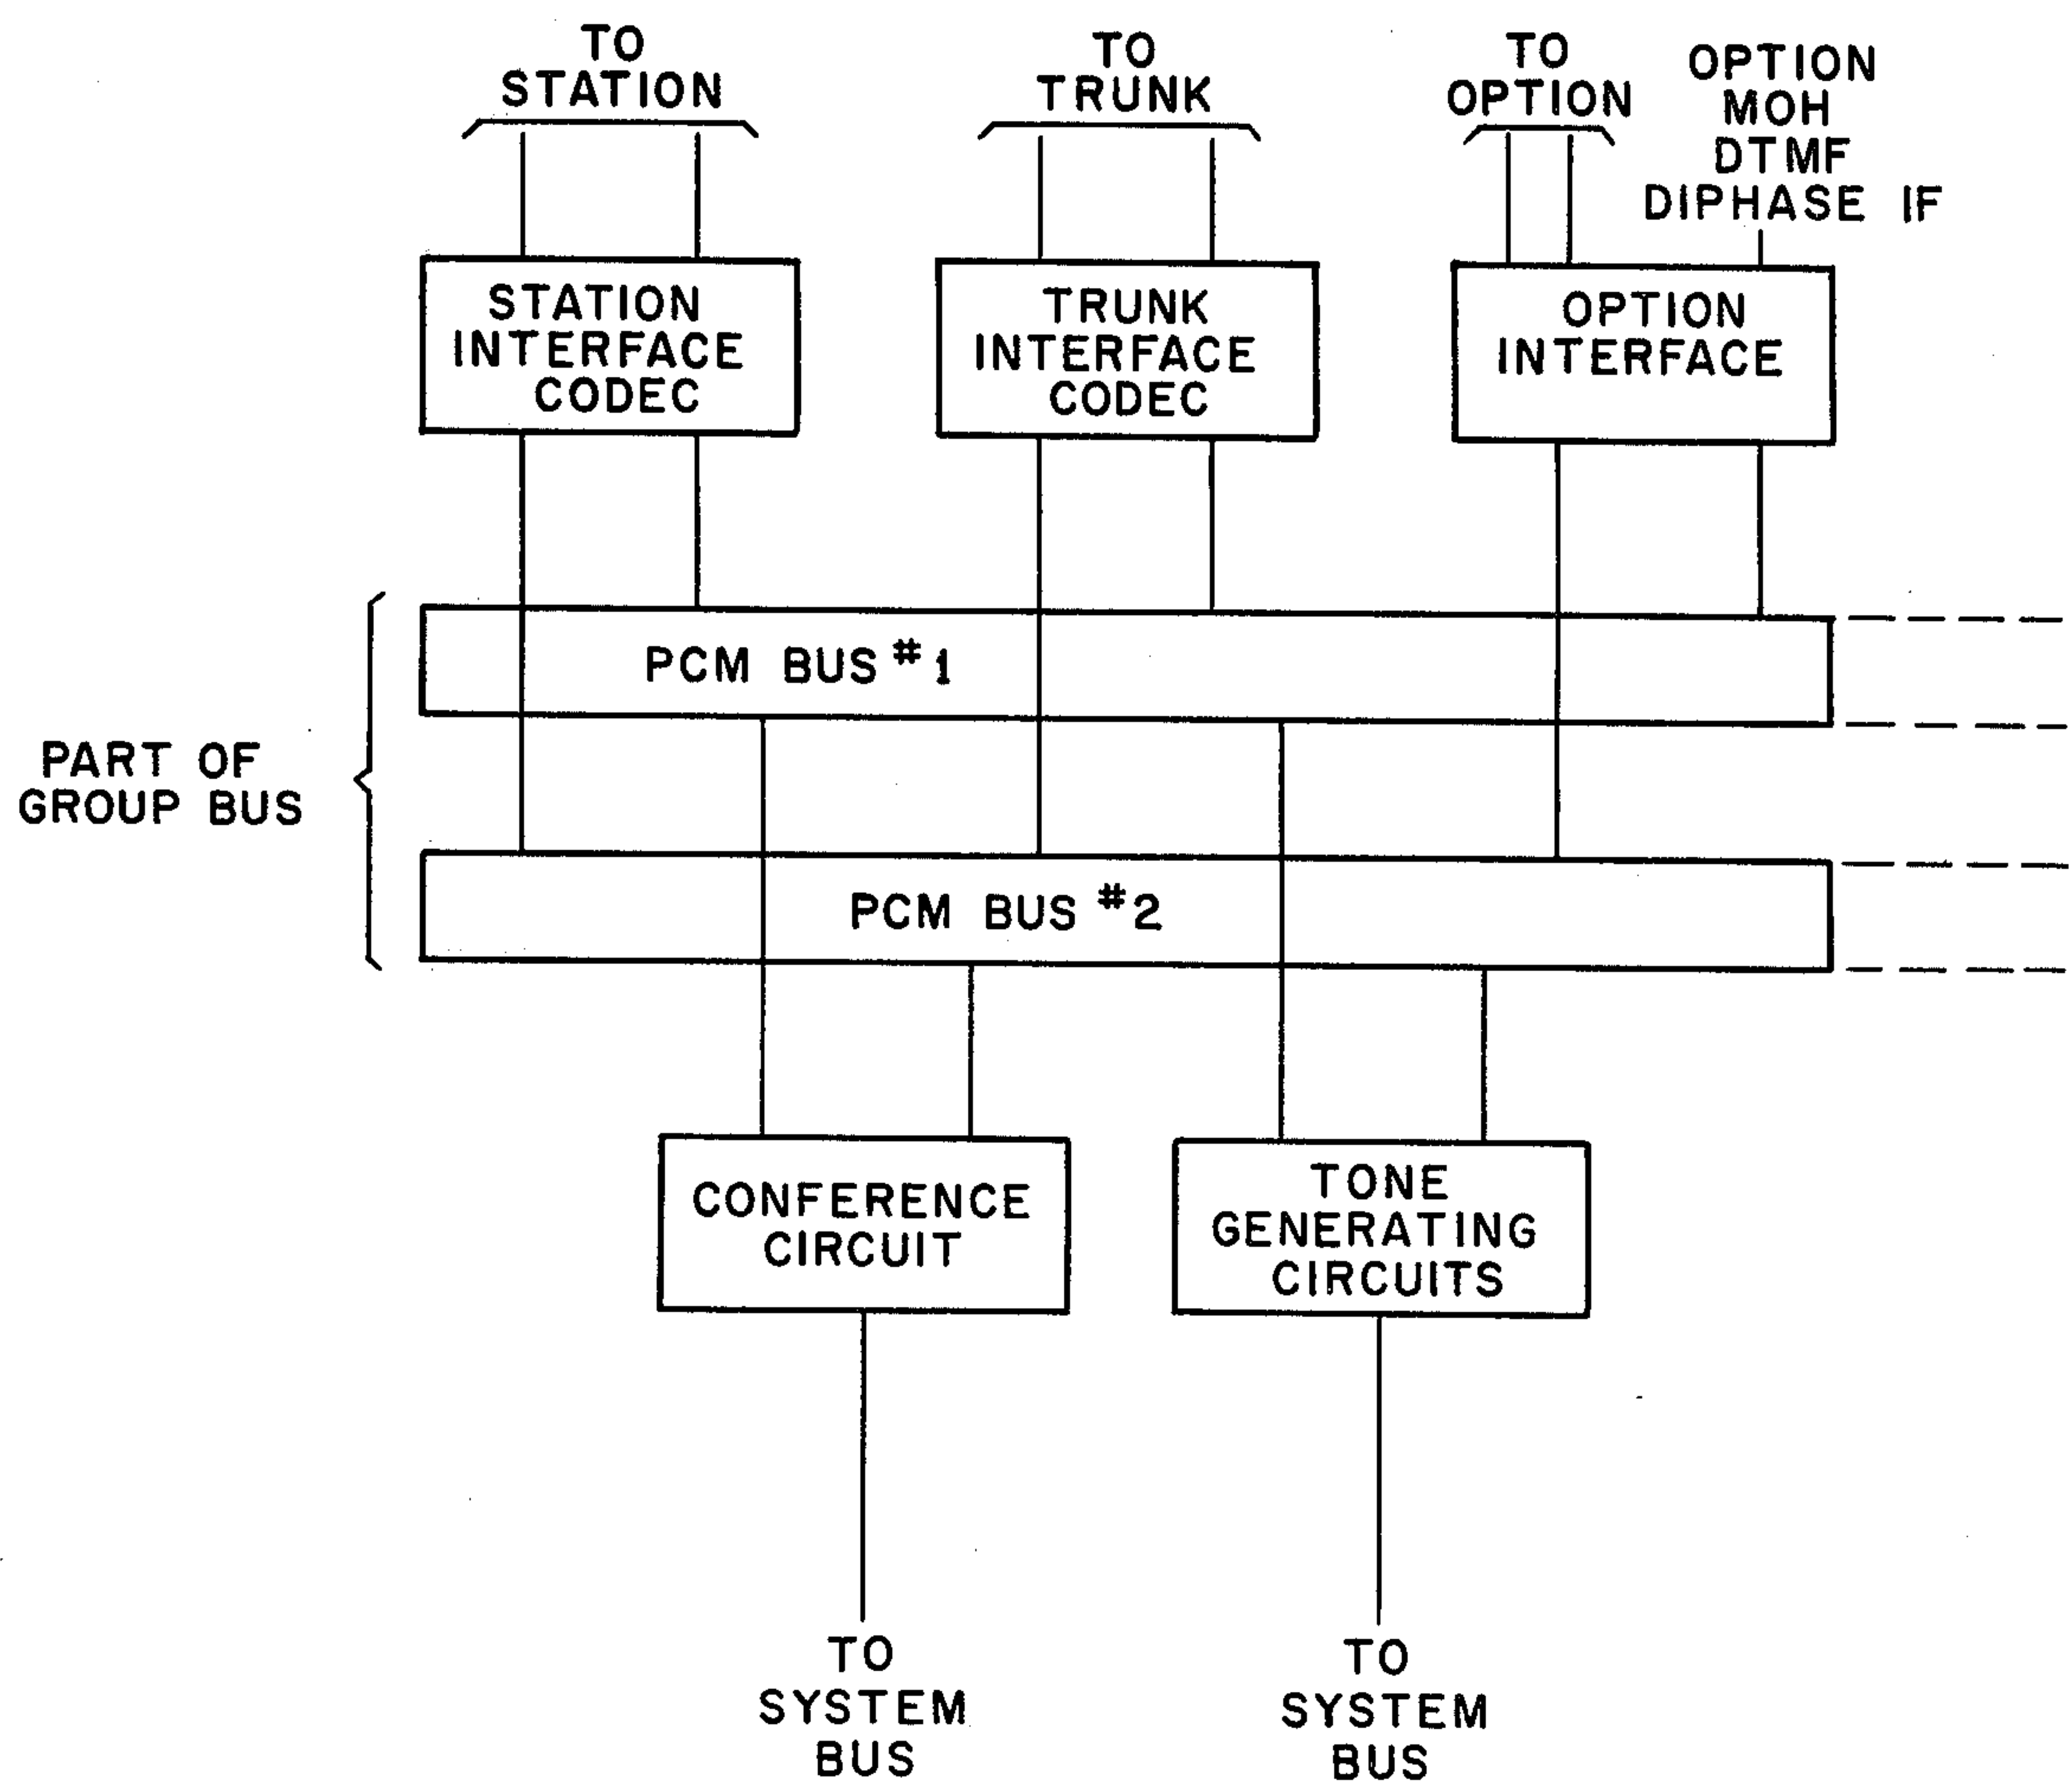 TO
STATION
TO
TRUNK
TO
OPTION
OPTION
MOH
DTMF
DIPHASE IF
STATION
INTERFACE
CODEC
TRUNK
INTERFACE
CODEC
OPTION
INTERFACE
PART OF
GROUP BUS
PCM BUS #1
PCM BUS #2
CONFERENCE
CIRCUIT
TONE
GENERATING
CIRCUITS
TO
SYSTEM
BUS
TO
SYSTEM
BUS